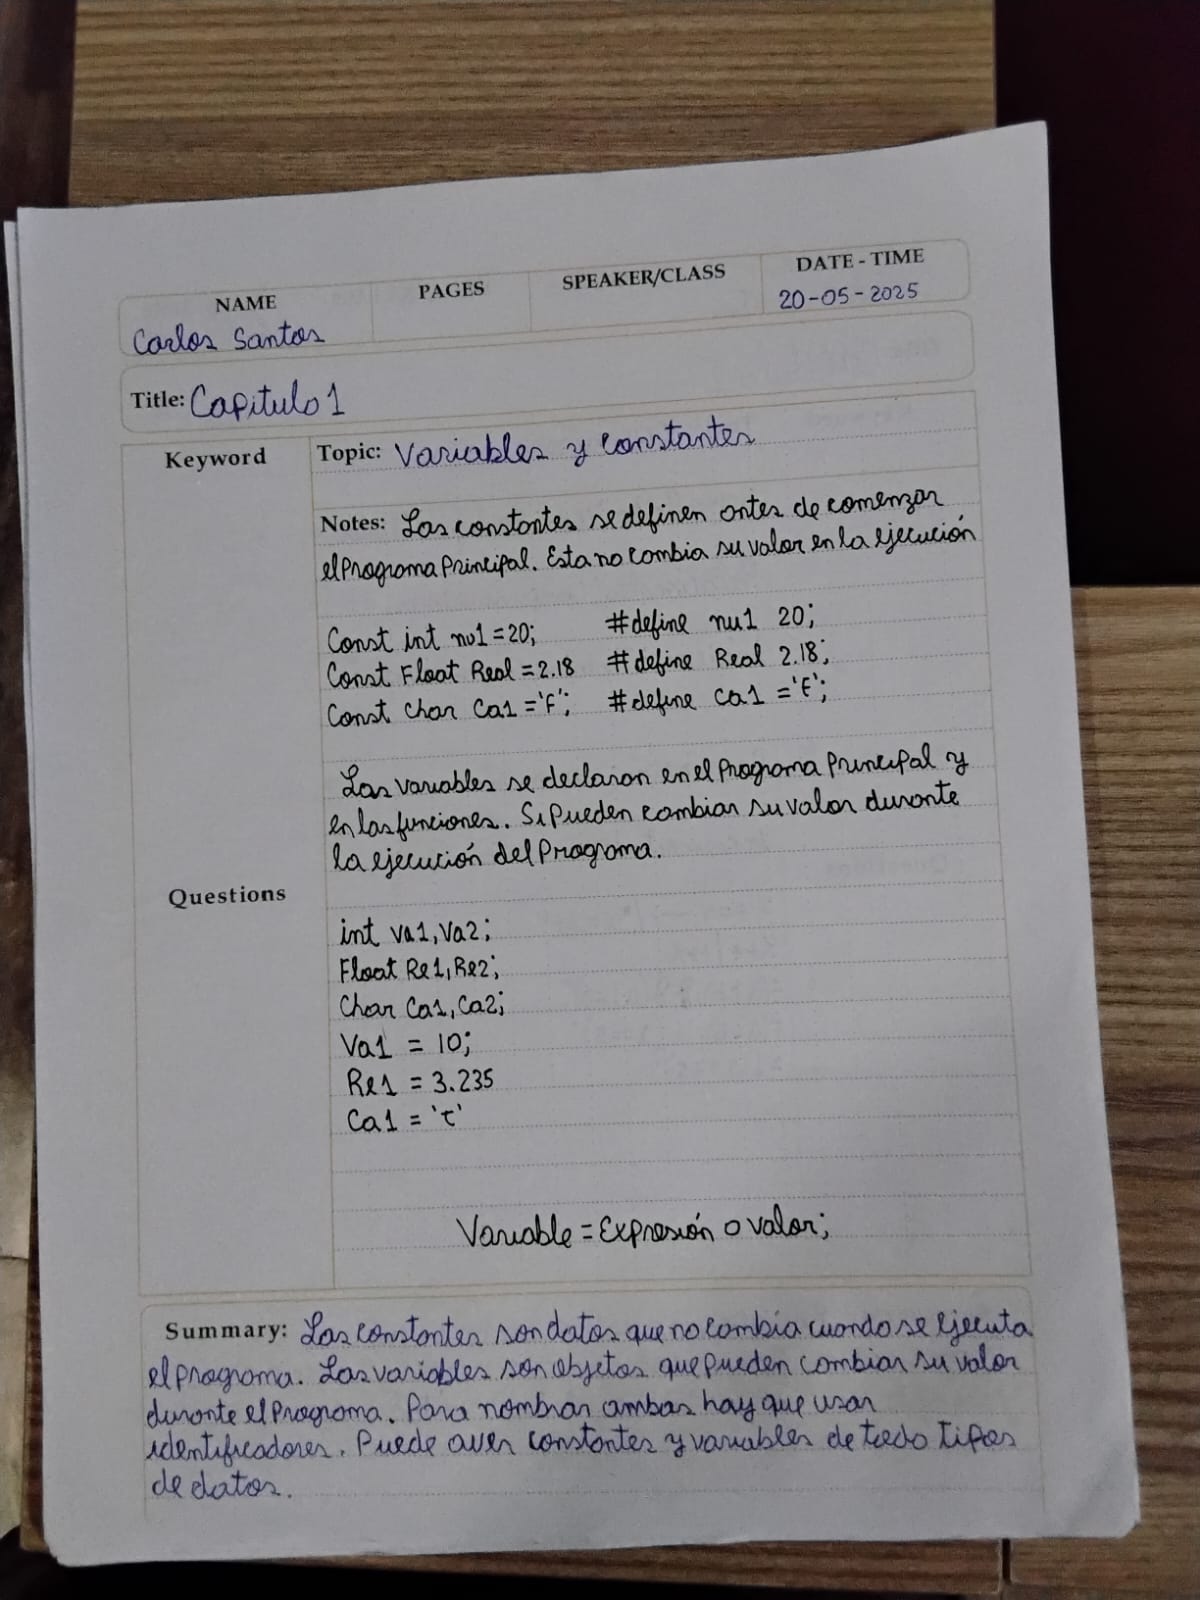 NAME PAGES SPEAKER/CLASS DATE - TIME
Carlos Santos 20-05-2025
Title: Capitulo 1
Keyword
Topic: Variables y constantes
Notes: Las constantes se definen antes de comenzar
el Programa Principal. Esta no cambia su valor en la ejecución
Const int nu1 = 20; #define nu1 20;
Const Float Real = 2.18 #define Real 2.18;
Const Char Ca1 = 'F'; #define Ca1 = 'F';
Las variables se declaran en el Programa Principal y
en las funciones. Si Pueden cambiar su valor durante
la ejecución del Programa.
Questions
int Va1, Va2;
Float Re1, Re2;
Char Ca1, Ca2;
Va1 = 10;
Re1 = 3.235
Ca1 = 't'
Variable = Expresión o valor;
Summary: Las constantes son datos que no cambia cuando se ejecuta
el programa. Las variables son objetos que pueden cambiar su valor
durante el Programa. Para nombrar ambas hay que usar
identificadores. Puede aver constantes y variables de todo tipos
de datos.